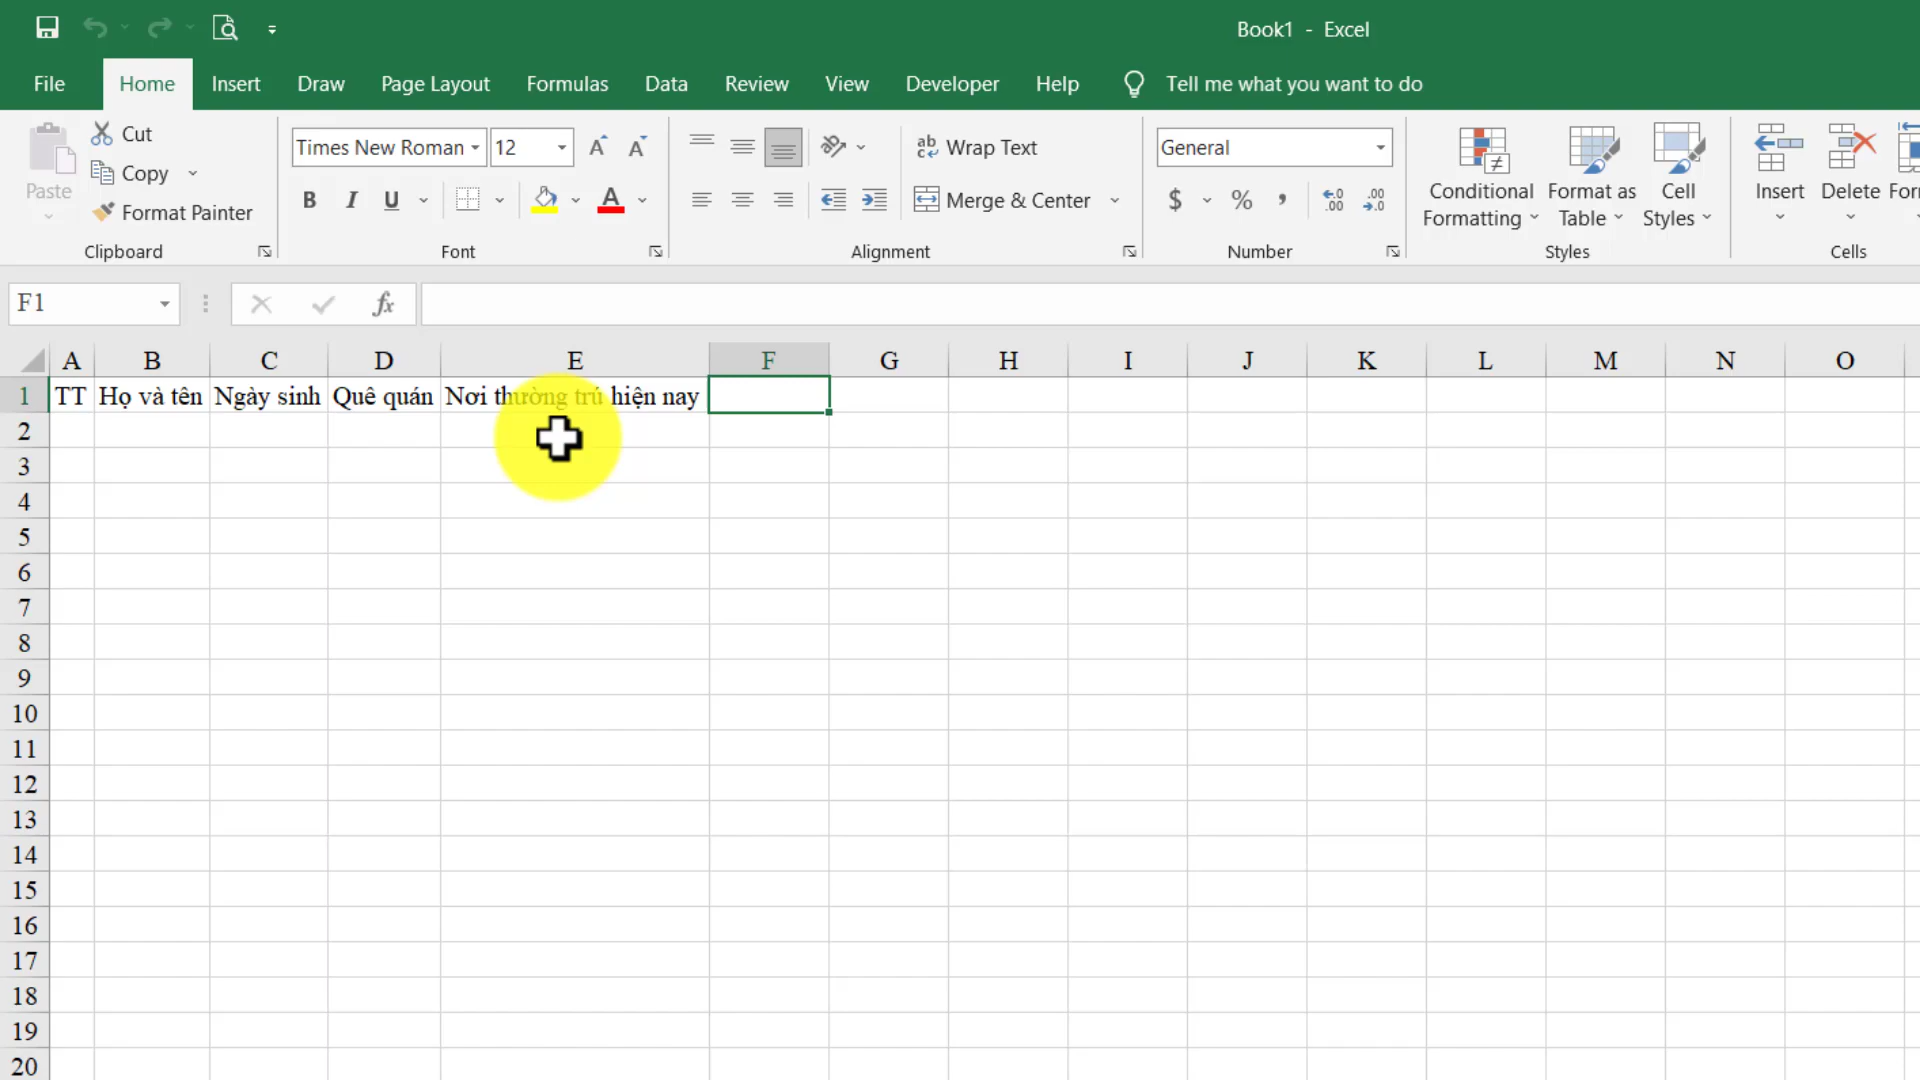 Book1 - Excel
File Home Insert Draw Page Layout Formulas Data Review View Developer Help Tell me what you want to do
Paste
Cut
Copy
Format Painter
Clipboard
Times New Roman 12
B I U
Font
Wrap Text
Merge & Center
Alignment
General
$ % ,
Number
Conditional Formatting
Format as Table
Cell Styles
Styles
Insert Delete
Cells
F1
fx
A B C D E F G H I J K L M N O
1 TT Họ và tên Ngày sinh Quê quán Nơi thường trú hiện nay
2
3
4
5
6
7
8
9
10
11
12
13
14
15
16
17
18
19
20